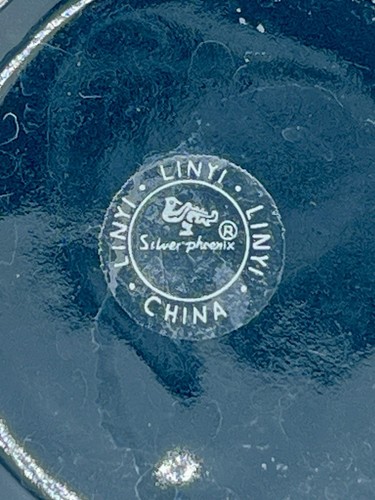 LINYI · LINYI · LINYI · CHINA ·
Silver phoenix ®